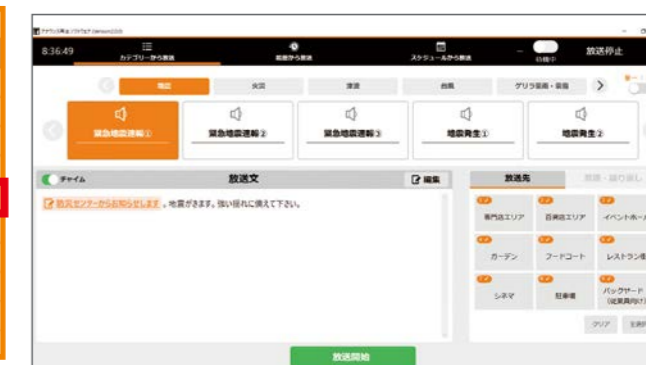 8:36:49
カテゴリーから放送
履歴から放送
スケジュールから放送
待機中
放送停止
地震
火災
津波
台風
ゲリラ豪雨・雷雨
緊急地震速報①
緊急地震速報②
緊急地震速報③
地震発生①
地震発生②
チャイム
放送文
編集
放送先
防災センターからお知らせします 。地震がきます。強い揺れに備えて下さい。
専門店エリア
百貨店エリア
イベントホール
ガーデン
フードコート
レストラン街
シネマ
駐車場
バックヤード
(従業員向け)
クリア
放送開始